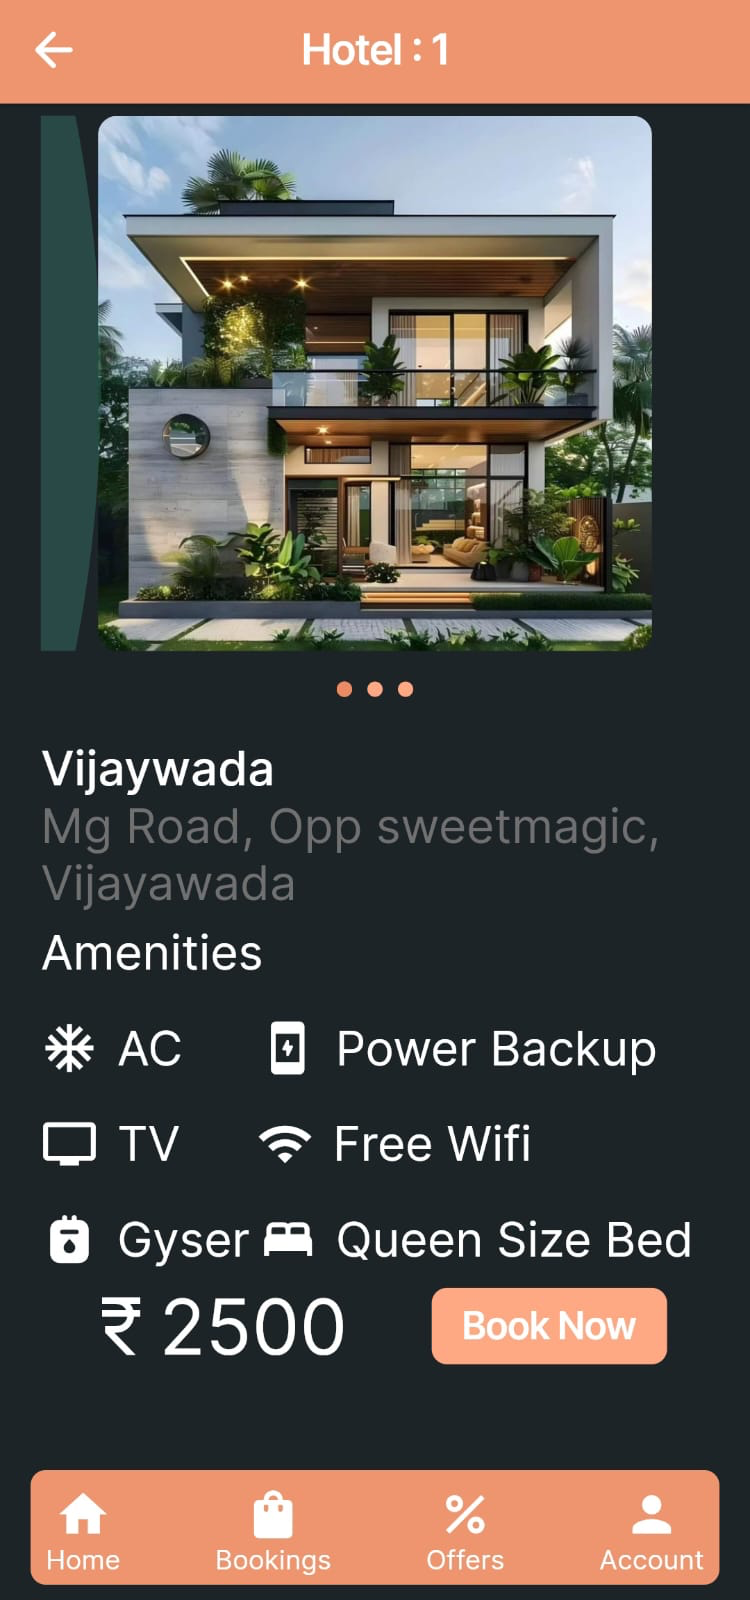 Hotel : 1
Vijaywada
Mg Road, Opp sweetmagic,
Vijayawada
Amenities
AC Power Backup
TV Free Wifi
Gyser Queen Size Bed
₹ 2500 Book Now
Home Bookings Offers Account